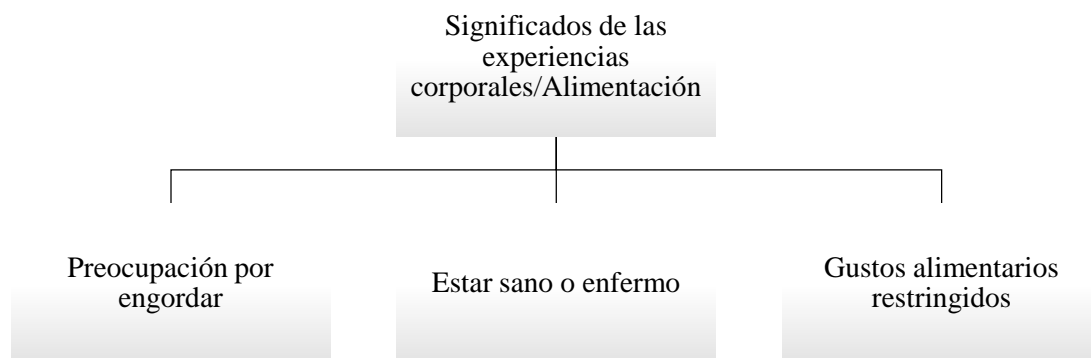 Significados de las
experiencias
corporales/Alimentación
Preocupación por
engordar
Estar sano o enfermo
Gustos alimentarios
restringidos